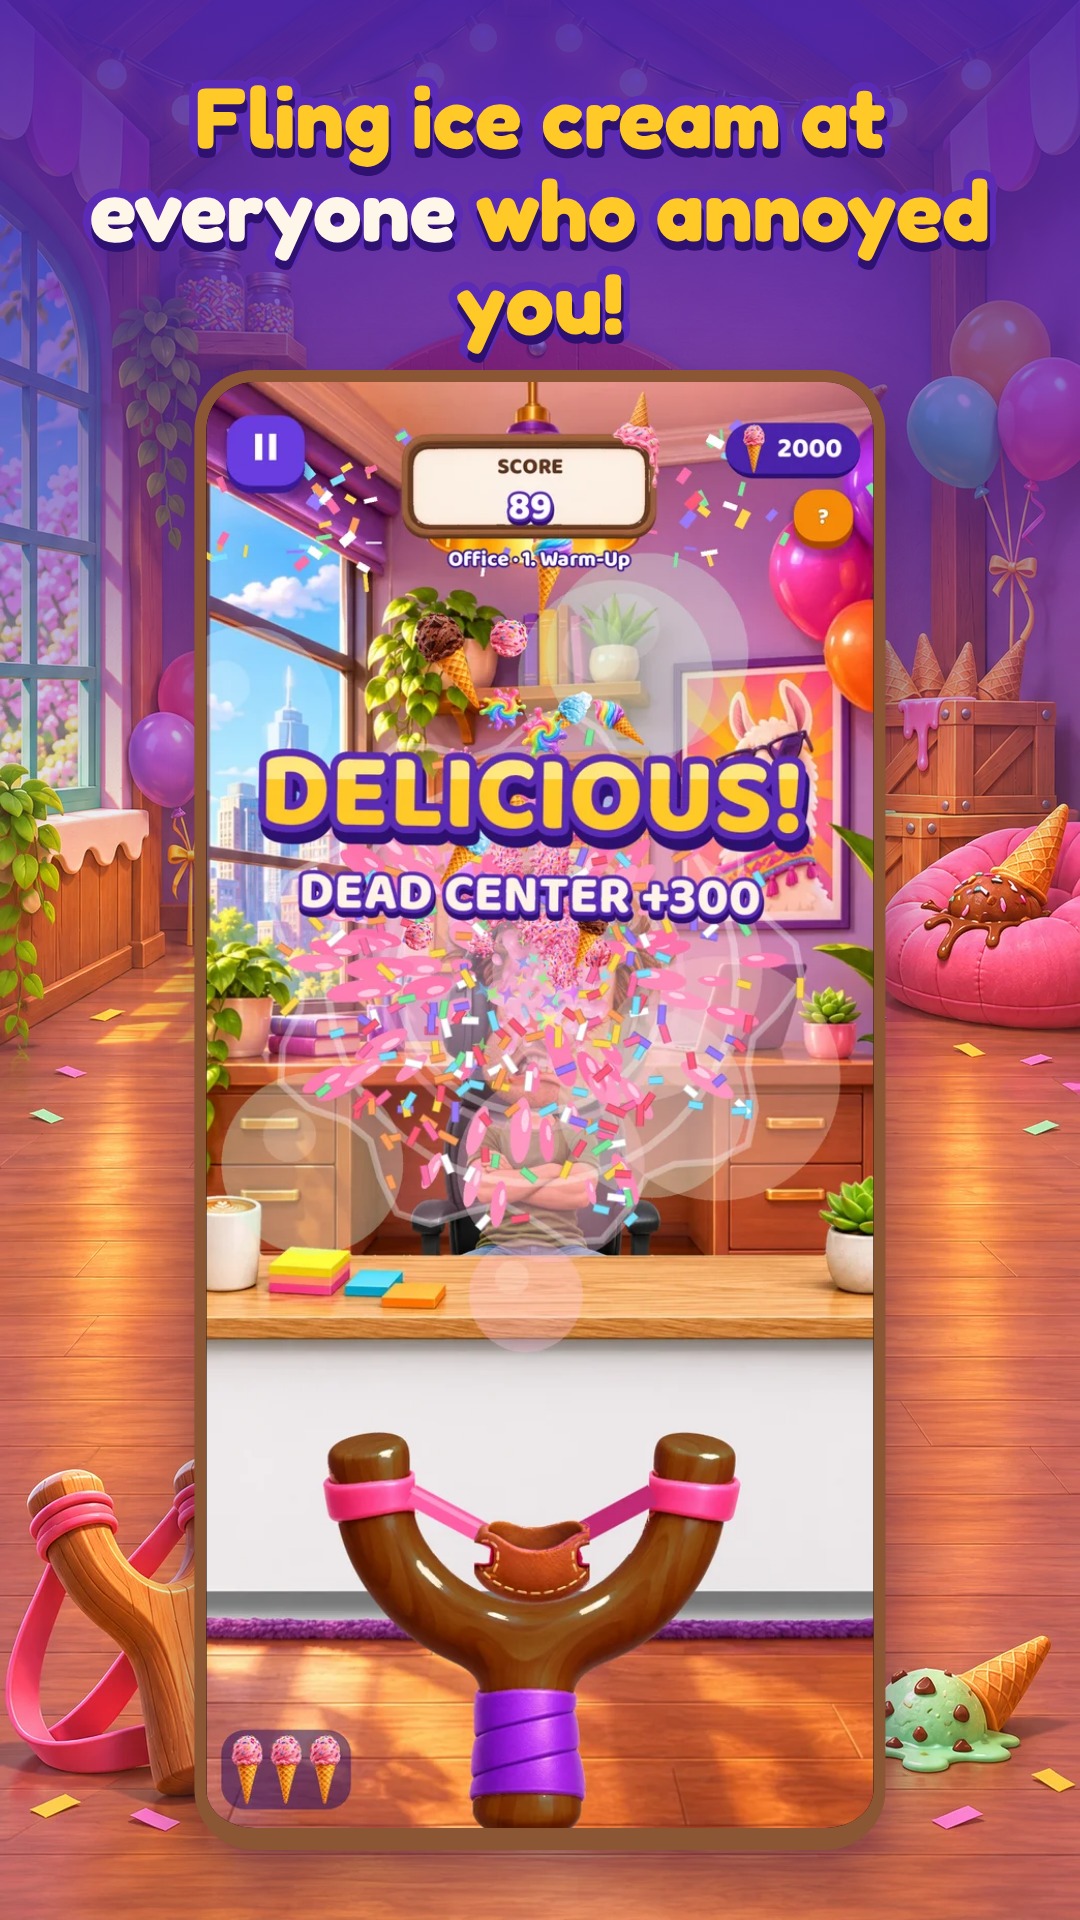 Fling ice cream at
everyone who annoyed
you!
2000
SCORE
89
?
Office · 1. Warm-Up
DELICIOUS!
DEAD CENTER +300